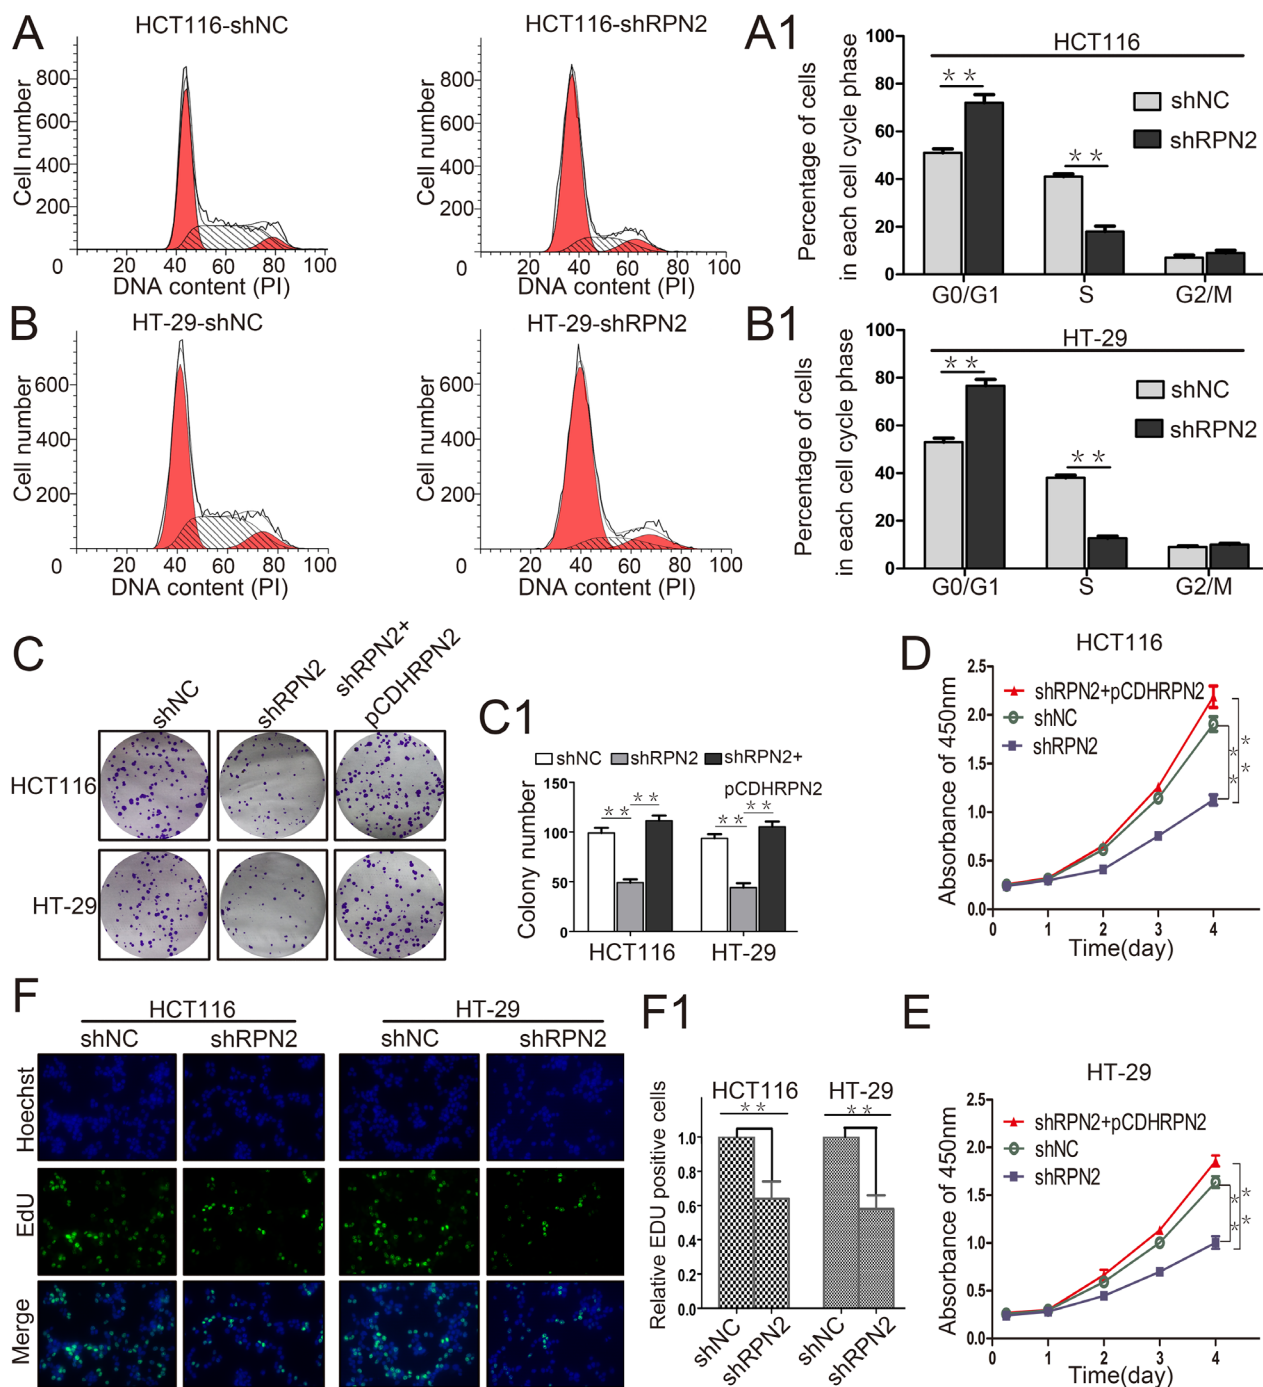 A
HCT116-shNC
HCT116-shRPN2
Cell number
800
600
400
200
0
20 40 60 80 100
DNA content (PI)
Cell number
800
600
400
200
0
20 40 60 80 100
DNA content (PI)
A1
HCT116
Percentage of cells
in each cell cycle phase
100
80
60
40
20
0
* *
* *
shNC
shRPN2
G0/G1 S G2/M
B
HT-29-shNC
HT-29-shRPN2
Cell number
600
400
200
0
20 40 60 80 100
DNA content (PI)
Cell number
600
400
200
0
20 40 60 80 100
DNA content (PI)
B1
HT-29
Percentage of cells
in each cell cycle phase
100
80
60
40
20
0
* *
* *
shNC
shRPN2
G0/G1 S G2/M
C
shNC
shRPN2
shRPN2+
pCDHRPN2
HCT116
HT-29
C1
shNC shRPN2 shRPN2+
pCDHRPN2
Colony number
150
100
50
0
* * * *
* * * *
HCT116 HT-29
D
HCT116
Absorbance of 450nm
2.5
2.0
1.5
1.0
0.5
0.0
shRPN2+pCDHRPN2
shNC
shRPN2
* *
* *
0 1 2 3 4
Time(day)
F
HCT116 HT-29
shNC shRPN2 shNC shRPN2
Hoechst
EdU
Merge
F1
HCT116 HT-29
* * * *
Relative EDU positive cells
1.0
0.8
0.6
0.4
0.2
0.0
shNC
shRPN2
shNC
shRPN2
E
HT-29
Absorbance of 450nm
2.5
2.0
1.5
1.0
0.5
0.0
shRPN2+pCDHRPN2
shNC
shRPN2
* *
* *
0 1 2 3 4
Time(day)